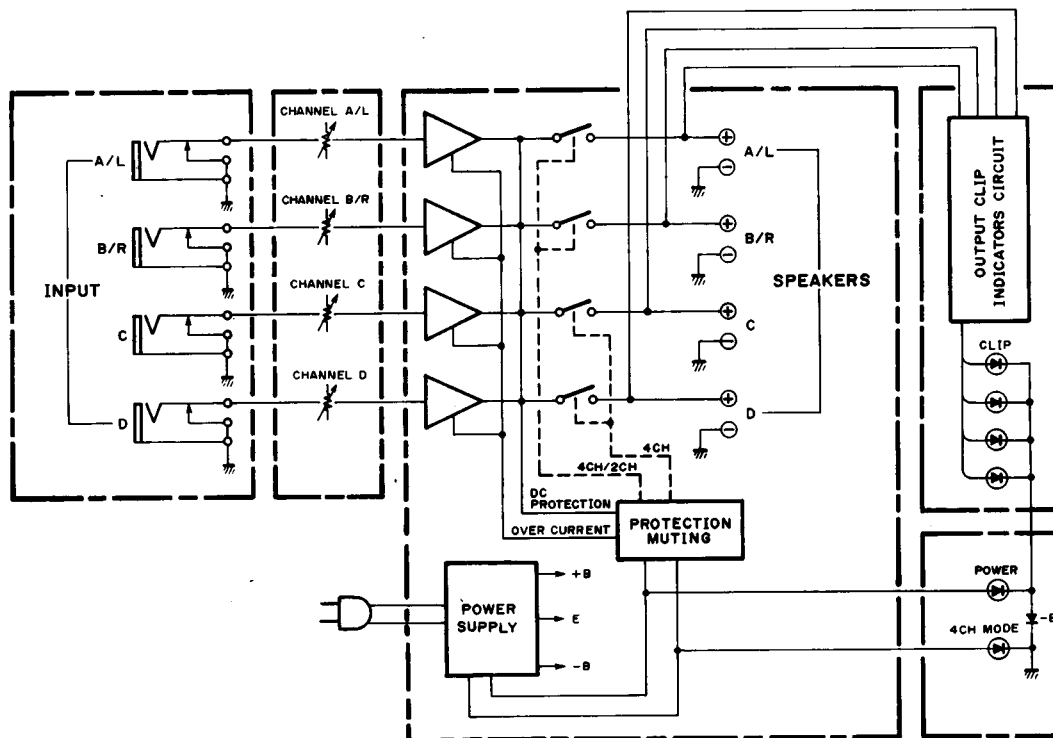 CHANNEL A/L
A/L
CHANNEL B/R
B/R
INPUT
CHANNEL C
C
CHANNEL D
D
+
A/L
−
+
B/R
−
SPEAKERS
+
C
−
+
D
−
4CH
4CH/2CH
DC
PROTECTION
OVER CURRENT
PROTECTION
MUTING
POWER
SUPPLY
+B
E
-B
OUTPUT CLIP
INDICATORS CIRCUIT
CLIP
POWER
4CH MODE